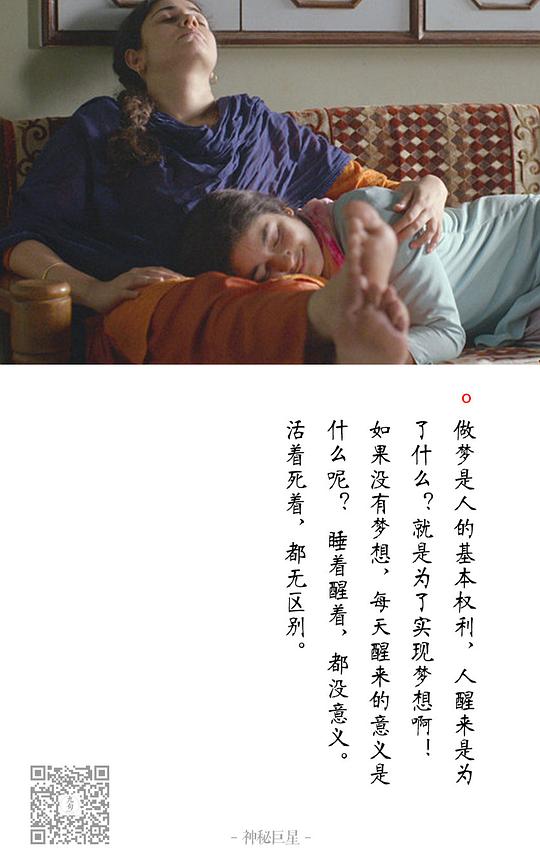 做梦是人的基本权利，人醒来是为
了什么？就是为了实现梦想啊！
如果没有梦想，每天醒来的意义是
什么呢？睡着醒着，都没意义。
活着死着，都无区别。
- 神秘巨星 -